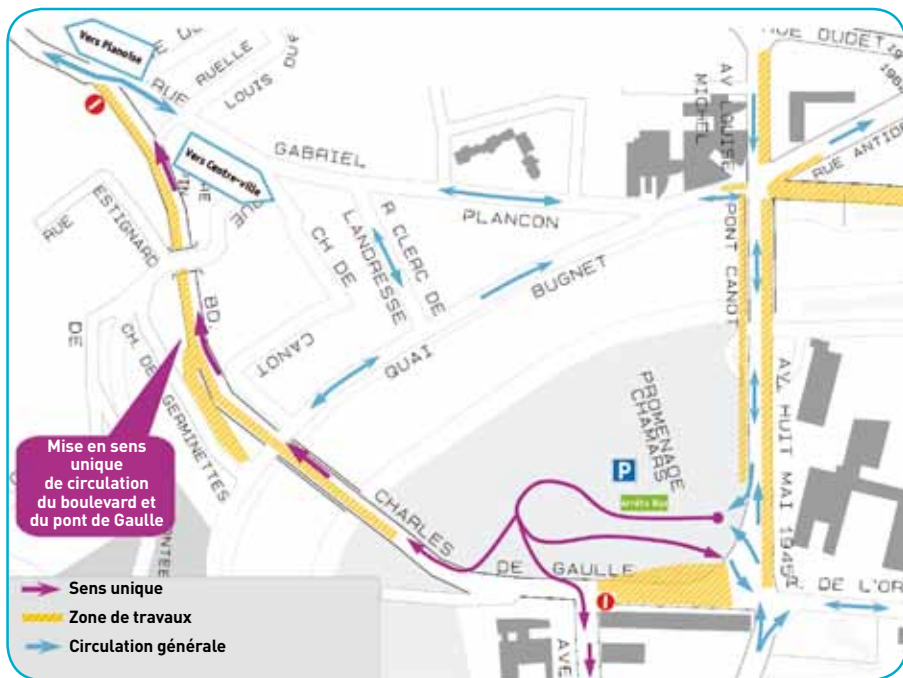 Vers Planoise
RUE
RUELLE
LOUIS
Vers Centre-ville
GABRIEL
PLANCON
AV LOUISE
MICHEL
RUE OUDET
RUE ANTIDE
PONT CANOT
RUE
ESTIGNARD
CH. DE
R CLERC DE
LANDRESSE
BUGNET
QUAI
CANOT
BD.
DE
CH. DE
GERMINETTES
Mise en sens
unique
de circulation
du boulevard et
du pont de Gaulle
PROMENADE
CHAMARS
P
Arrêts Bus
AV. HUIT MAI 1945
CHARLES
DE GAULLE
R. DE L'OR
AVE
Sens unique
Zone de travaux
Circulation générale